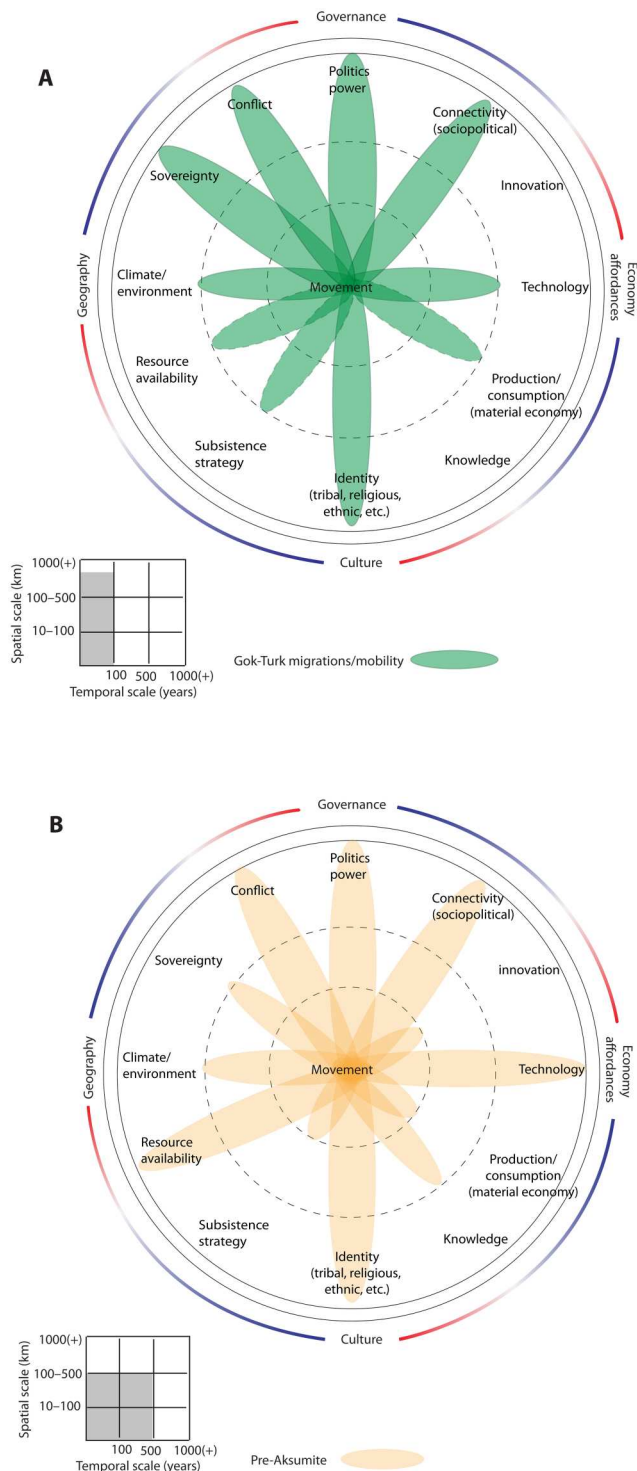 Governance
A
Politics
power
Conflict
Connectivity
(sociopolitical)
Sovereignty
Innovation
Geography
Climate/
environment
Movement
Technology
Economy
affordances
Resource
availability
Production/
consumption
(material economy)
Subsistence
strategy
Knowledge
Identity
(tribal, religious,
ethnic, etc.)
Culture
Spatial scale (km)
1000(+)
100–500
10–100
100 500 1000(+)
Temporal scale (years)
Gok-Turk migrations/mobility
Governance
B
Politics
power
Conflict
Connectivity
(sociopolitical)
Sovereignty
innovation
Geography
Climate/
environment
Movement
Technology
Economy
affordances
Resource
availability
Production/
consumption
(material economy)
Subsistence
strategy
Knowledge
Identity
(tribal, religious,
ethnic, etc.)
Culture
Spatial scale (km)
1000(+)
100–500
10–100
100 500 1000(+)
Temporal scale (years)
Pre-Aksumite